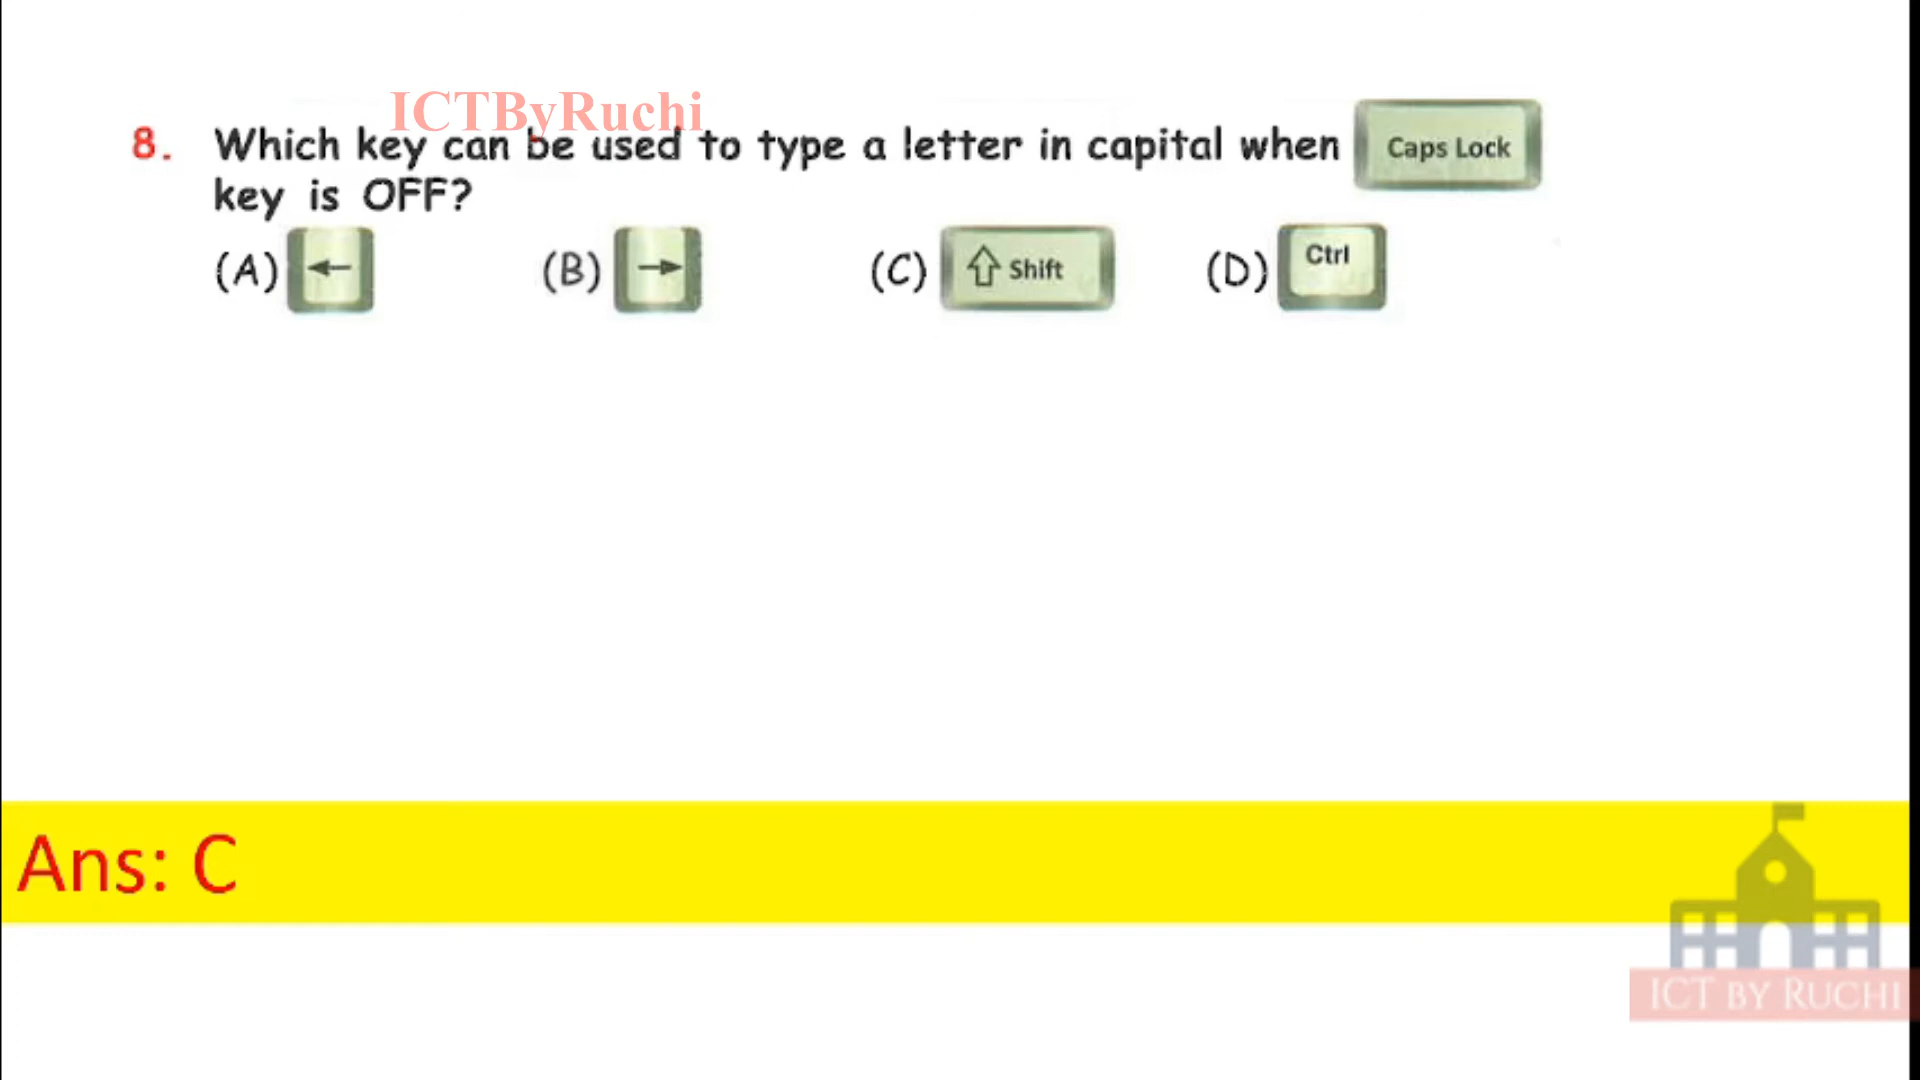 ICTByRuchi
8. Which key can be used to type a letter in capital when Caps Lock
key is OFF?
(A) ← (B) → (C) ⇧ Shift (D) Ctrl
Ans: C
ICT BY RUCHI